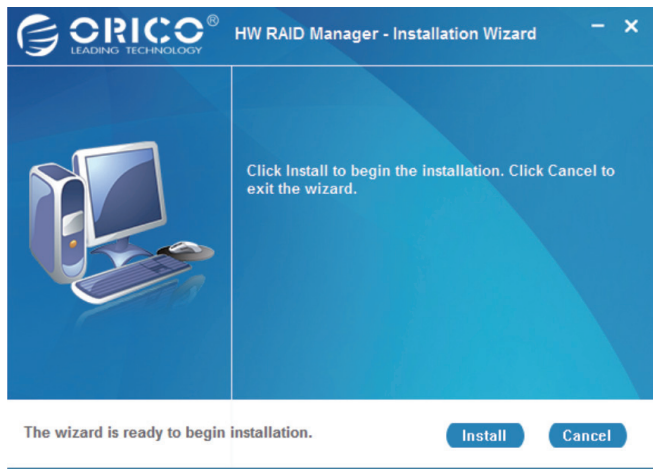 ORICO®
LEADING TECHNOLOGY
HW RAID Manager - Installation Wizard
Click Install to begin the installation. Click Cancel to
exit the wizard.
The wizard is ready to begin installation.
Install
Cancel